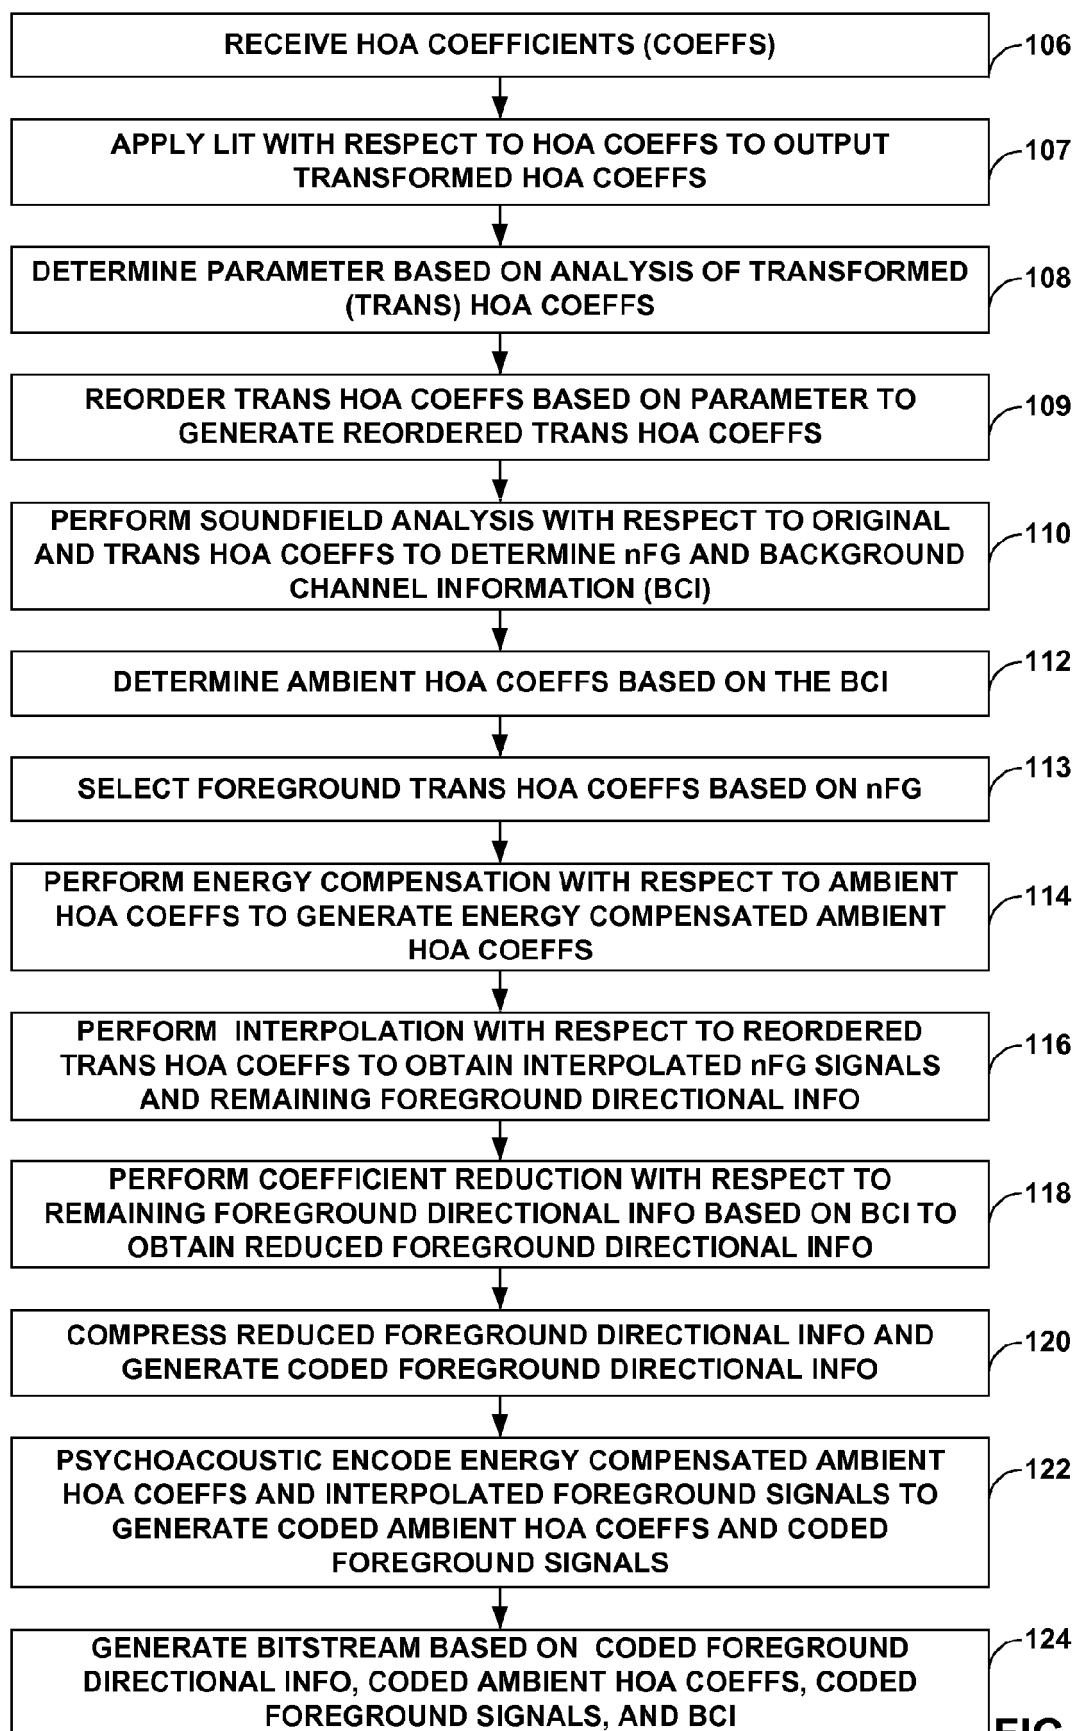 RECEIVE HOA COEFFICIENTS (COEFFS)
106
APPLY LIT WITH RESPECT TO HOA COEFFS TO OUTPUT
TRANSFORMED HOA COEFFS
107
DETERMINE PARAMETER BASED ON ANALYSIS OF TRANSFORMED
(TRANS) HOA COEFFS
108
REORDER TRANS HOA COEFFS BASED ON PARAMETER TO
GENERATE REORDERED TRANS HOA COEFFS
109
PERFORM SOUNDFIELD ANALYSIS WITH RESPECT TO ORIGINAL
AND TRANS HOA COEFFS TO DETERMINE nFG AND BACKGROUND
CHANNEL INFORMATION (BCI)
110
DETERMINE AMBIENT HOA COEFFS BASED ON THE BCI
112
SELECT FOREGROUND TRANS HOA COEFFS BASED ON nFG
113
PERFORM ENERGY COMPENSATION WITH RESPECT TO AMBIENT
HOA COEFFS TO GENERATE ENERGY COMPENSATED AMBIENT
HOA COEFFS
114
PERFORM INTERPOLATION WITH RESPECT TO REORDERED
TRANS HOA COEFFS TO OBTAIN INTERPOLATED nFG SIGNALS
AND REMAINING FOREGROUND DIRECTIONAL INFO
116
PERFORM COEFFICIENT REDUCTION WITH RESPECT TO
REMAINING FOREGROUND DIRECTIONAL INFO BASED ON BCI TO
OBTAIN REDUCED FOREGROUND DIRECTIONAL INFO
118
COMPRESS REDUCED FOREGROUND DIRECTIONAL INFO AND
GENERATE CODED FOREGROUND DIRECTIONAL INFO
120
PSYCHOACOUSTIC ENCODE ENERGY COMPENSATED AMBIENT
HOA COEFFS AND INTERPOLATED FOREGROUND SIGNALS TO
GENERATE CODED AMBIENT HOA COEFFS AND CODED
FOREGROUND SIGNALS
122
GENERATE BITSTREAM BASED ON CODED FOREGROUND
DIRECTIONAL INFO, CODED AMBIENT HOA COEFFS, CODED
FOREGROUND SIGNALS, AND BCI
124
FIG